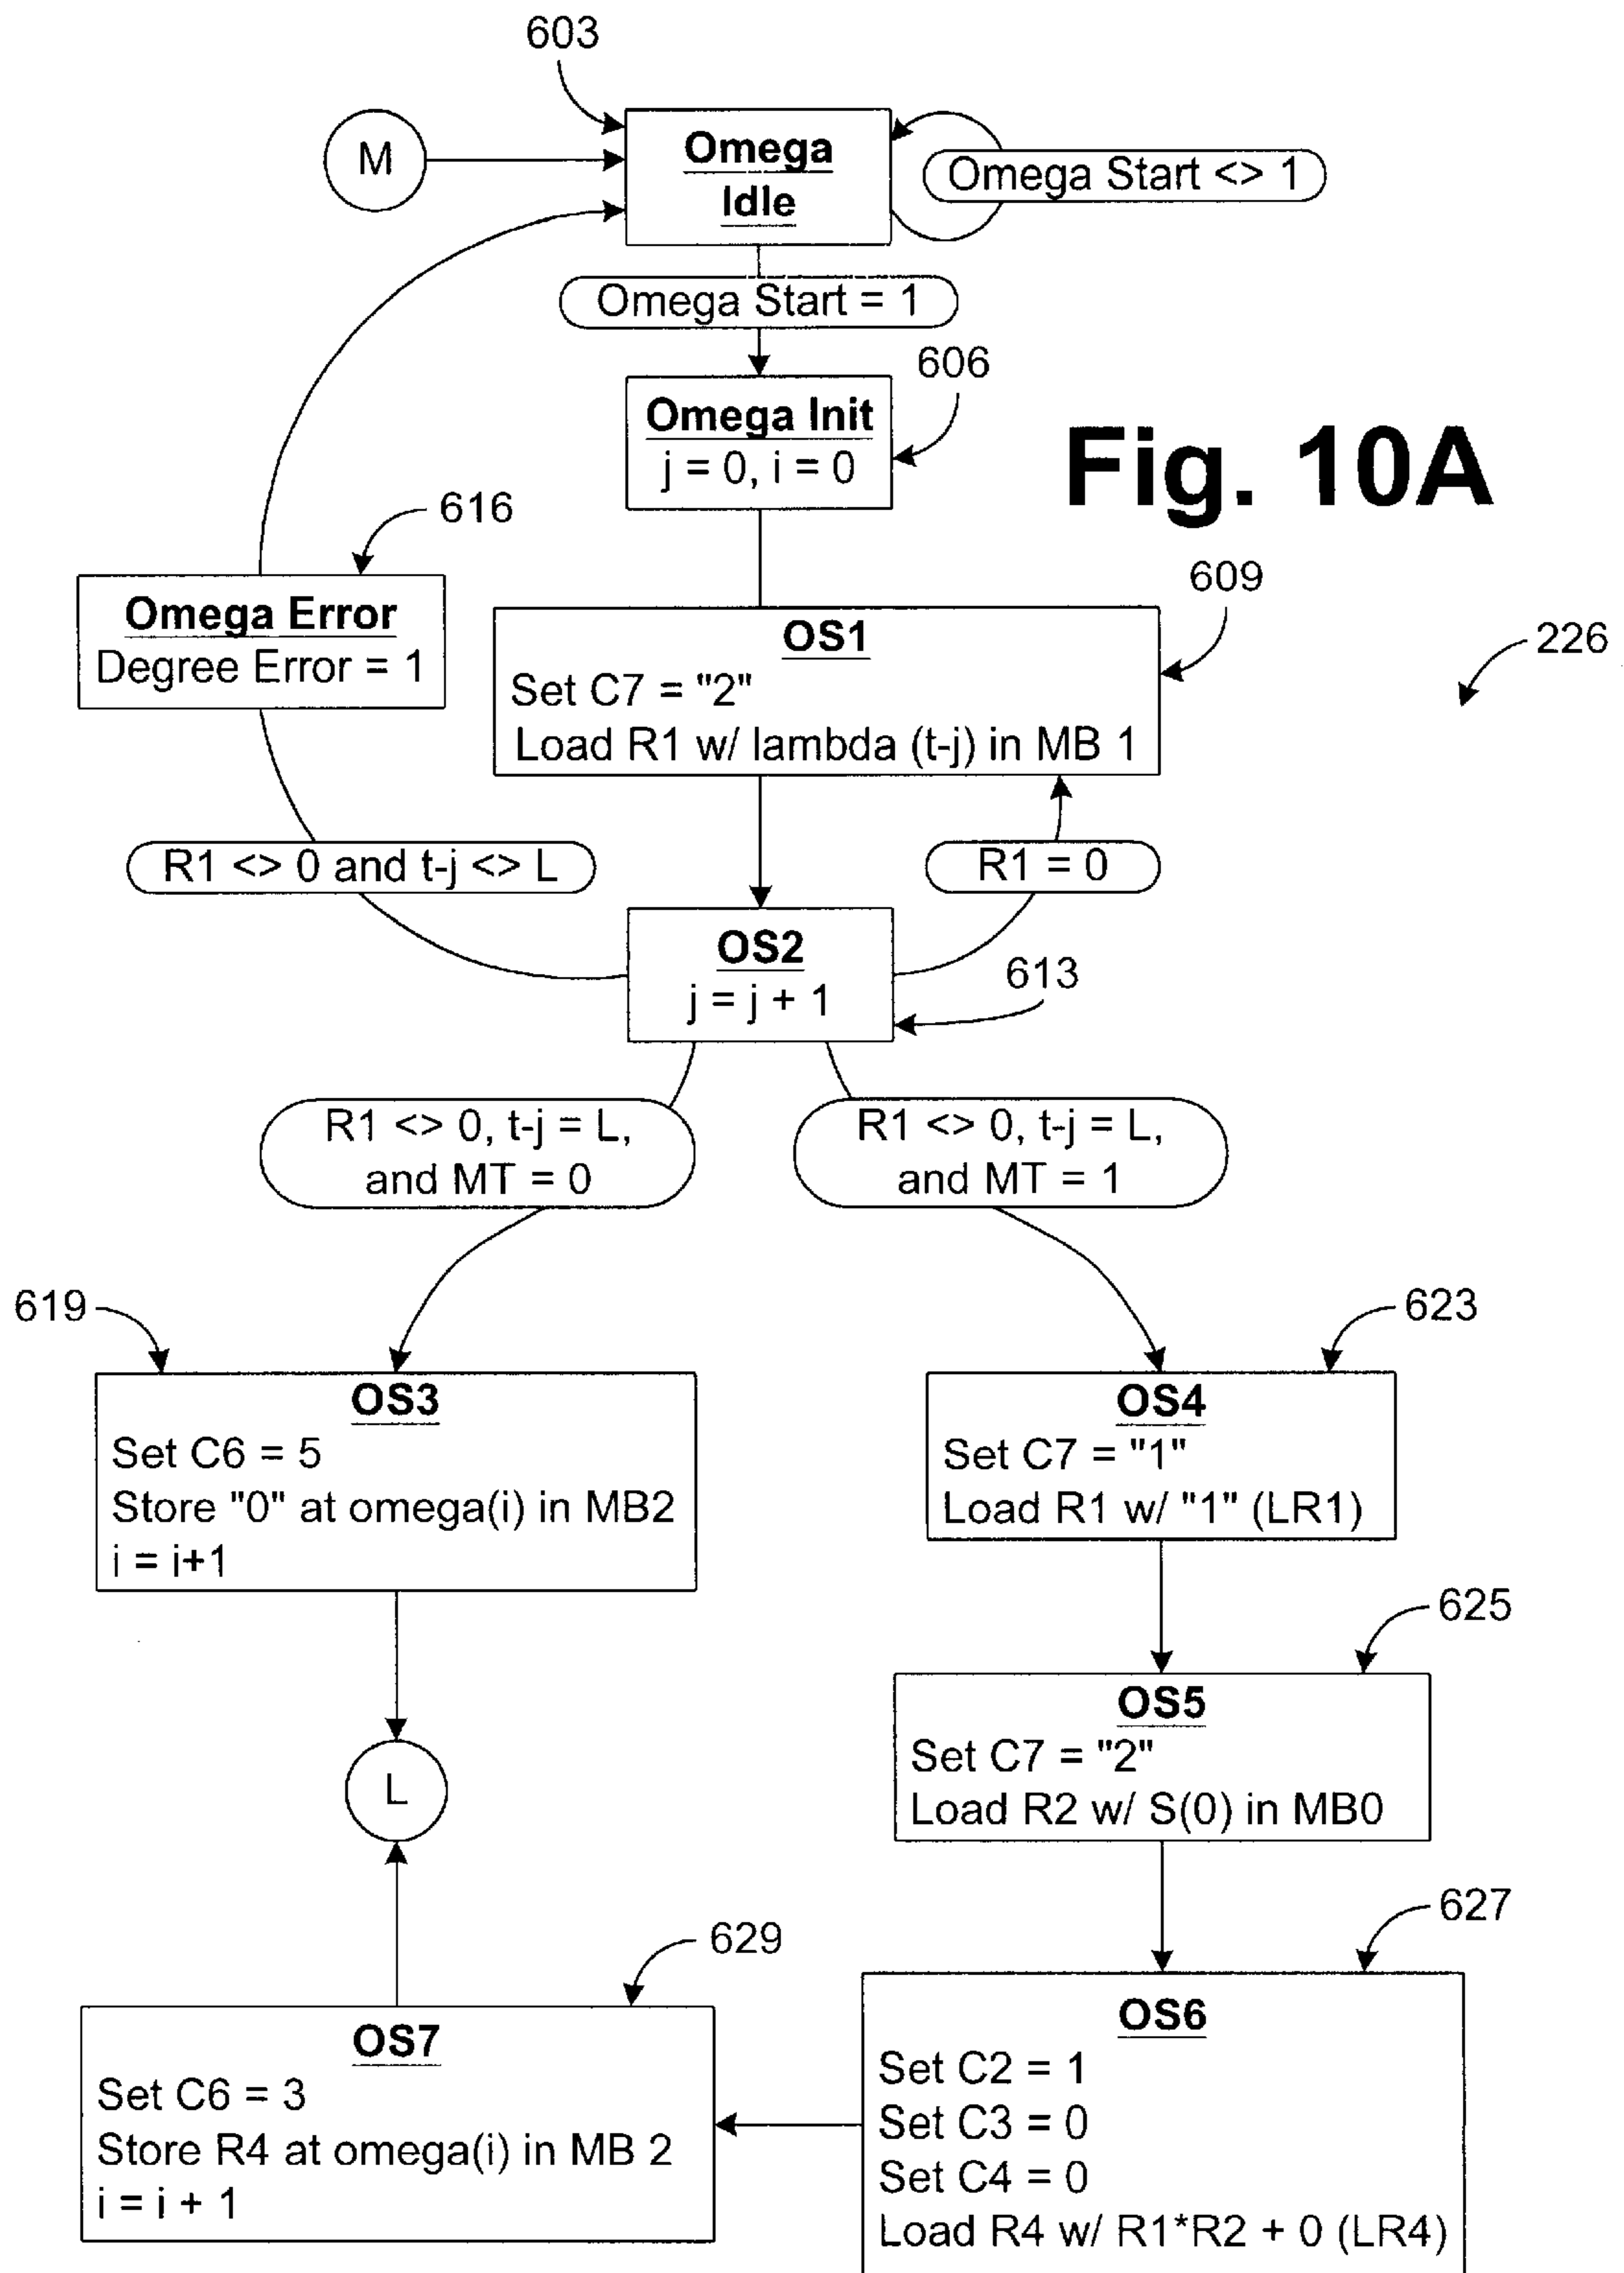 603
M
Omega
Idle
Omega Start <> 1
Omega Start = 1
606
Omega Init
j = 0, i = 0
Fig. 10A
616
Omega Error
Degree Error = 1
609
OS1
Set C7 = "2"
Load R1 w/ lambda (t-j) in MB 1
226
R1 <> 0 and t-j <> L
R1 = 0
OS2
j = j + 1
613
R1 <> 0, t-j = L,
and MT = 0
R1 <> 0, t-j = L,
and MT = 1
619
OS3
Set C6 = 5
Store "0" at omega(i) in MB2
i = i+1
623
OS4
Set C7 = "1"
Load R1 w/ "1" (LR1)
L
625
OS5
Set C7 = "2"
Load R2 w/ S(0) in MB0
627
OS6
Set C2 = 1
Set C3 = 0
Set C4 = 0
Load R4 w/ R1*R2 + 0 (LR4)
629
OS7
Set C6 = 3
Store R4 at omega(i) in MB 2
i = i + 1